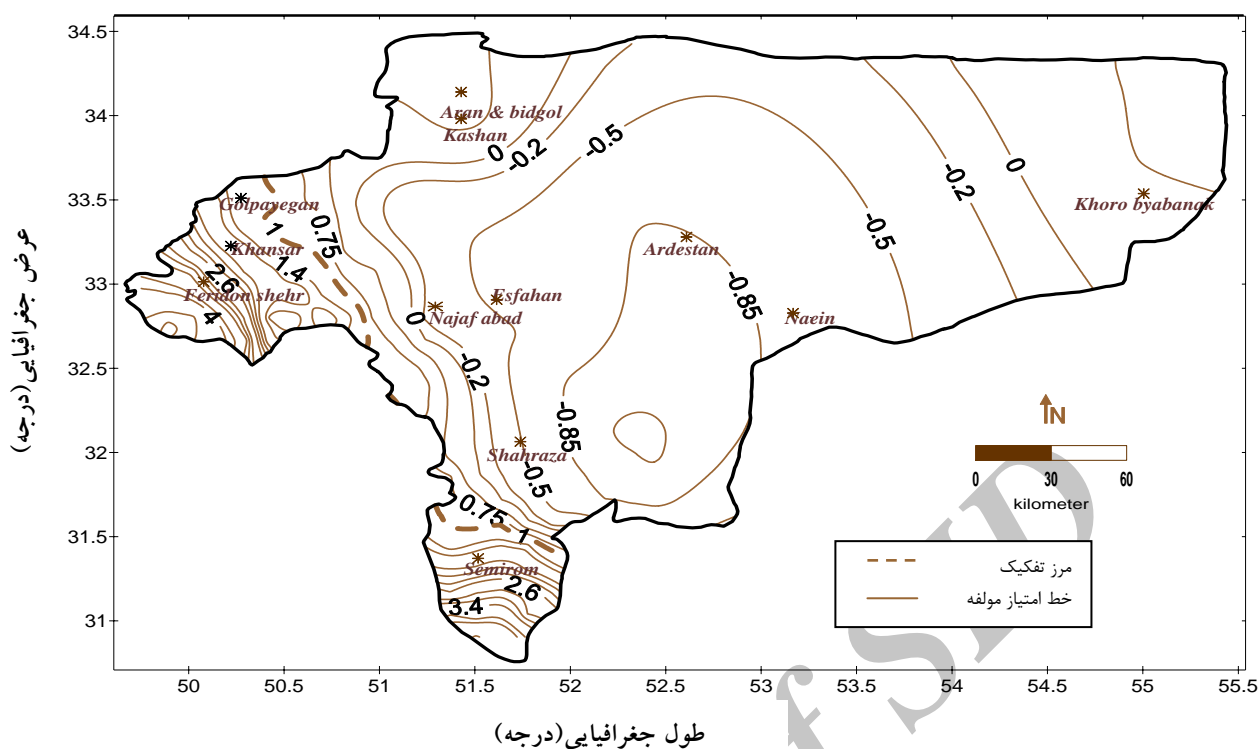 34.5
34
33.5
33
32.5
32
31.5
31
عرض جغرافیایی(درجه)
Aran & bidgol
Kashan
0
-0.2
-0.5
-0.2
0
Khoro byabanak
Golpayegan
1
0.75
Khansar
1.4
2.6
Feridon shehr
4
Ardestan
-0.5
Esfahan
Najaf abad
0
-0.85
Naein
-0.2
-0.85
Shahraza
-0.5
0.75
1
Semirom
2.6
3.4
N
0 30 60
kilometer
مرز تفکیک
خط امتیاز مولفه
f SID
50 50.5 51 51.5 52 52.5 53 53.5 54 54.5 55 55.5
طول جغرافیایی(درجه)